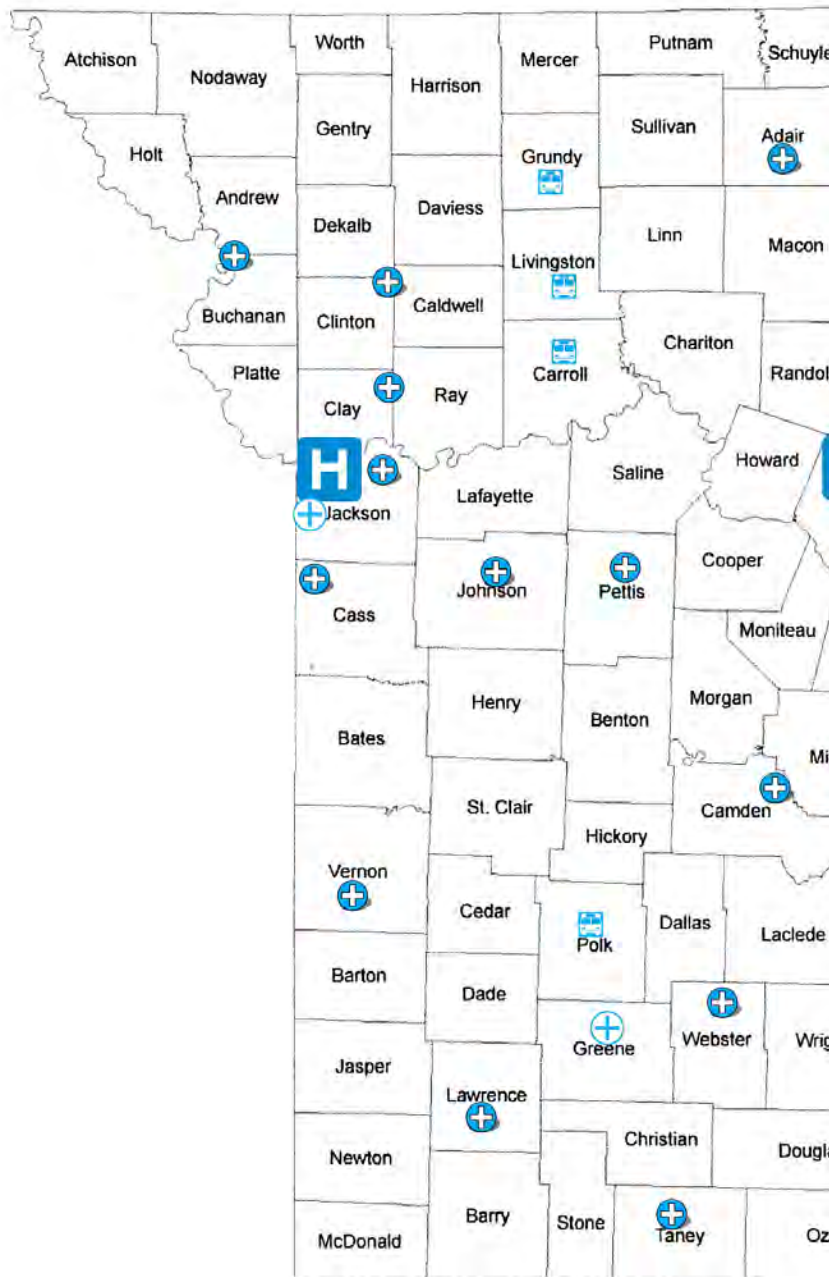 Worth
Putnam
Schuyle
Atchison
Mercer
Nodaway
Harrison
Gentry
Sullivan
Adair
Holt
Grundy
Andrew
Daviess
Dekalb
Linn
Macon
Livingston
Buchanan
Clinton
Caldwell
Chariton
Platte
Carroll
Randol
Clay
Ray
H
Howard
Saline
Lafayette
Jackson
Cooper
Johnson
Pettis
Cass
Moniteau
Morgan
Henry
Benton
Bates
Mi
St. Clair
Camden
Hickory
Vernon
Cedar
Dallas
Laclede
Polk
Barton
Dade
Webster
Wrig
Greene
Jasper
Lawrence
Christian
Dougla
Newton
Barry
Stone
Taney
Oz
McDonald